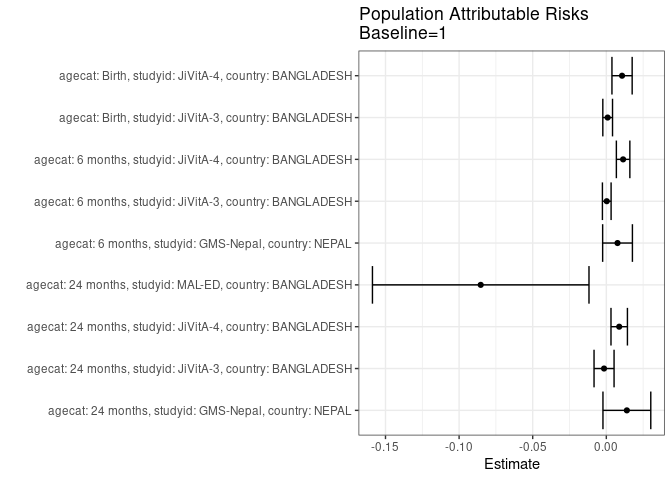 Population Attributable Risks
Baseline=1
agecat: Birth, studyid: JiVitA-4, country: BANGLADESH
agecat: Birth, studyid: JiVitA-3, country: BANGLADESH
agecat: 6 months, studyid: JiVitA-4, country: BANGLADESH
agecat: 6 months, studyid: JiVitA-3, country: BANGLADESH
agecat: 6 months, studyid: GMS-Nepal, country: NEPAL
agecat: 24 months, studyid: MAL-ED, country: BANGLADESH
agecat: 24 months, studyid: JiVitA-4, country: BANGLADESH
agecat: 24 months, studyid: JiVitA-3, country: BANGLADESH
agecat: 24 months, studyid: GMS-Nepal, country: NEPAL
-0.15 -0.10 -0.05 0.00
Estimate